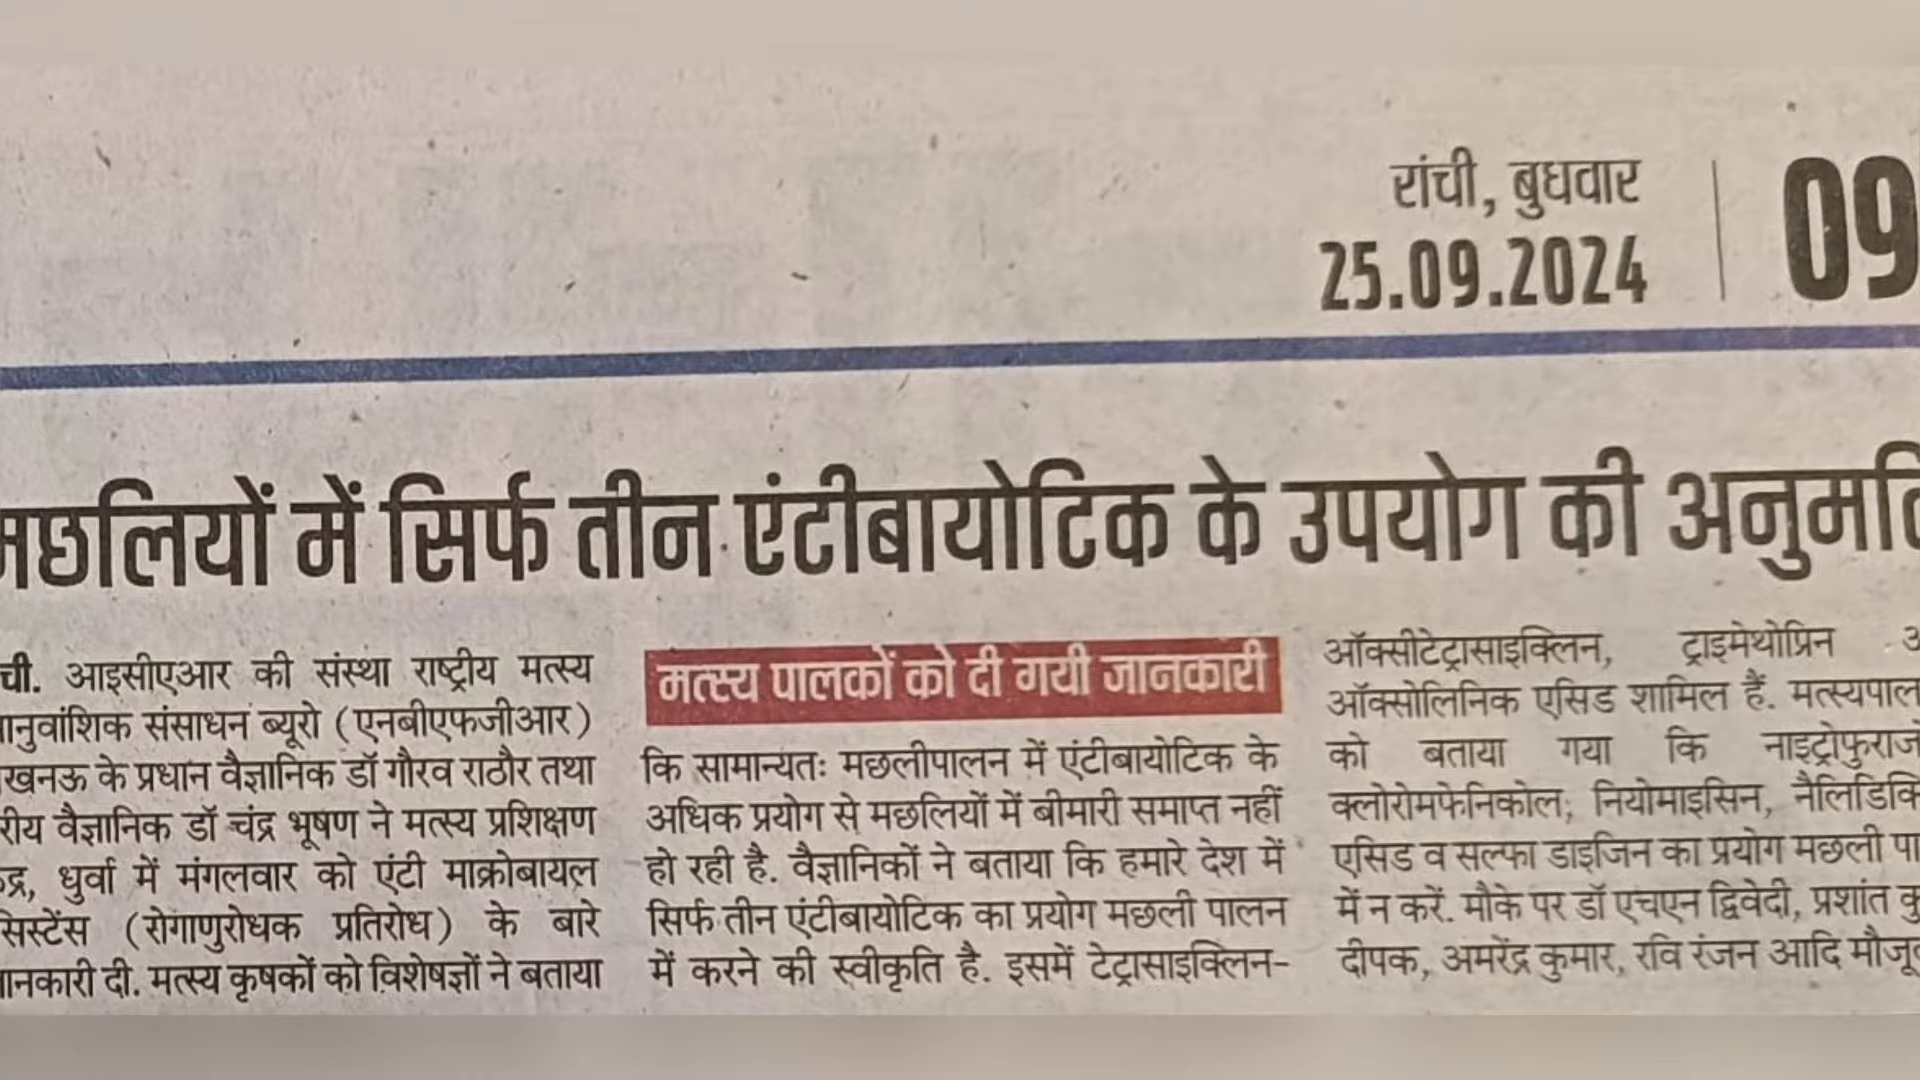 रांची, बुधवार
25.09.2024
09
मछलियों में सिर्फ तीन एंटीबायोटिक के उपयोग की अनुमति
ची. आइसीएआर की संस्था राष्ट्रीय मत्स्य
ानुवांशिक संसाधन ब्यूरो (एनबीएफजीआर)
खनऊ के प्रधान वैज्ञानिक डॉ गौरव राठौर तथा
रीय वैज्ञानिक डॉ चंद्र भूषण ने मत्स्य प्रशिक्षण
द्र, धुर्वा में मंगलवार को एंटी माक्रोबायल
सिस्टेंस (रोगाणुरोधक प्रतिरोध) के बारे
ानकारी दी. मत्स्य कृषकों को विशेषज्ञों ने बताया
मत्स्य पालकों को दी गयी जानकारी
कि सामान्यतः मछलीपालन में एंटीबायोटिक के
अधिक प्रयोग से मछलियों में बीमारी समाप्त नहीं
हो रही है. वैज्ञानिकों ने बताया कि हमारे देश में
सिर्फ तीन एंटीबायोटिक का प्रयोग मछली पालन
में करने की स्वीकृति है. इसमें टेट्रासाइक्लिन-
ऑक्सीटेट्रासाइक्लिन, ट्राइमेथोप्रिन
ऑक्सोलिनिक एसिड शामिल हैं. मत्स्यपाल
को बताया गया कि नाइट्रोफुराज
क्लोरोमफेनिकोल, नियोमाइसिन, नैलिडिक्
एसिड व सल्फा डाइजिन का प्रयोग मछली पा
में न करें. मौके पर डॉ एचएन द्विवेदी, प्रशांत कु
दीपक, अमरेंद्र कुमार, रवि रंजन आदि मौजू